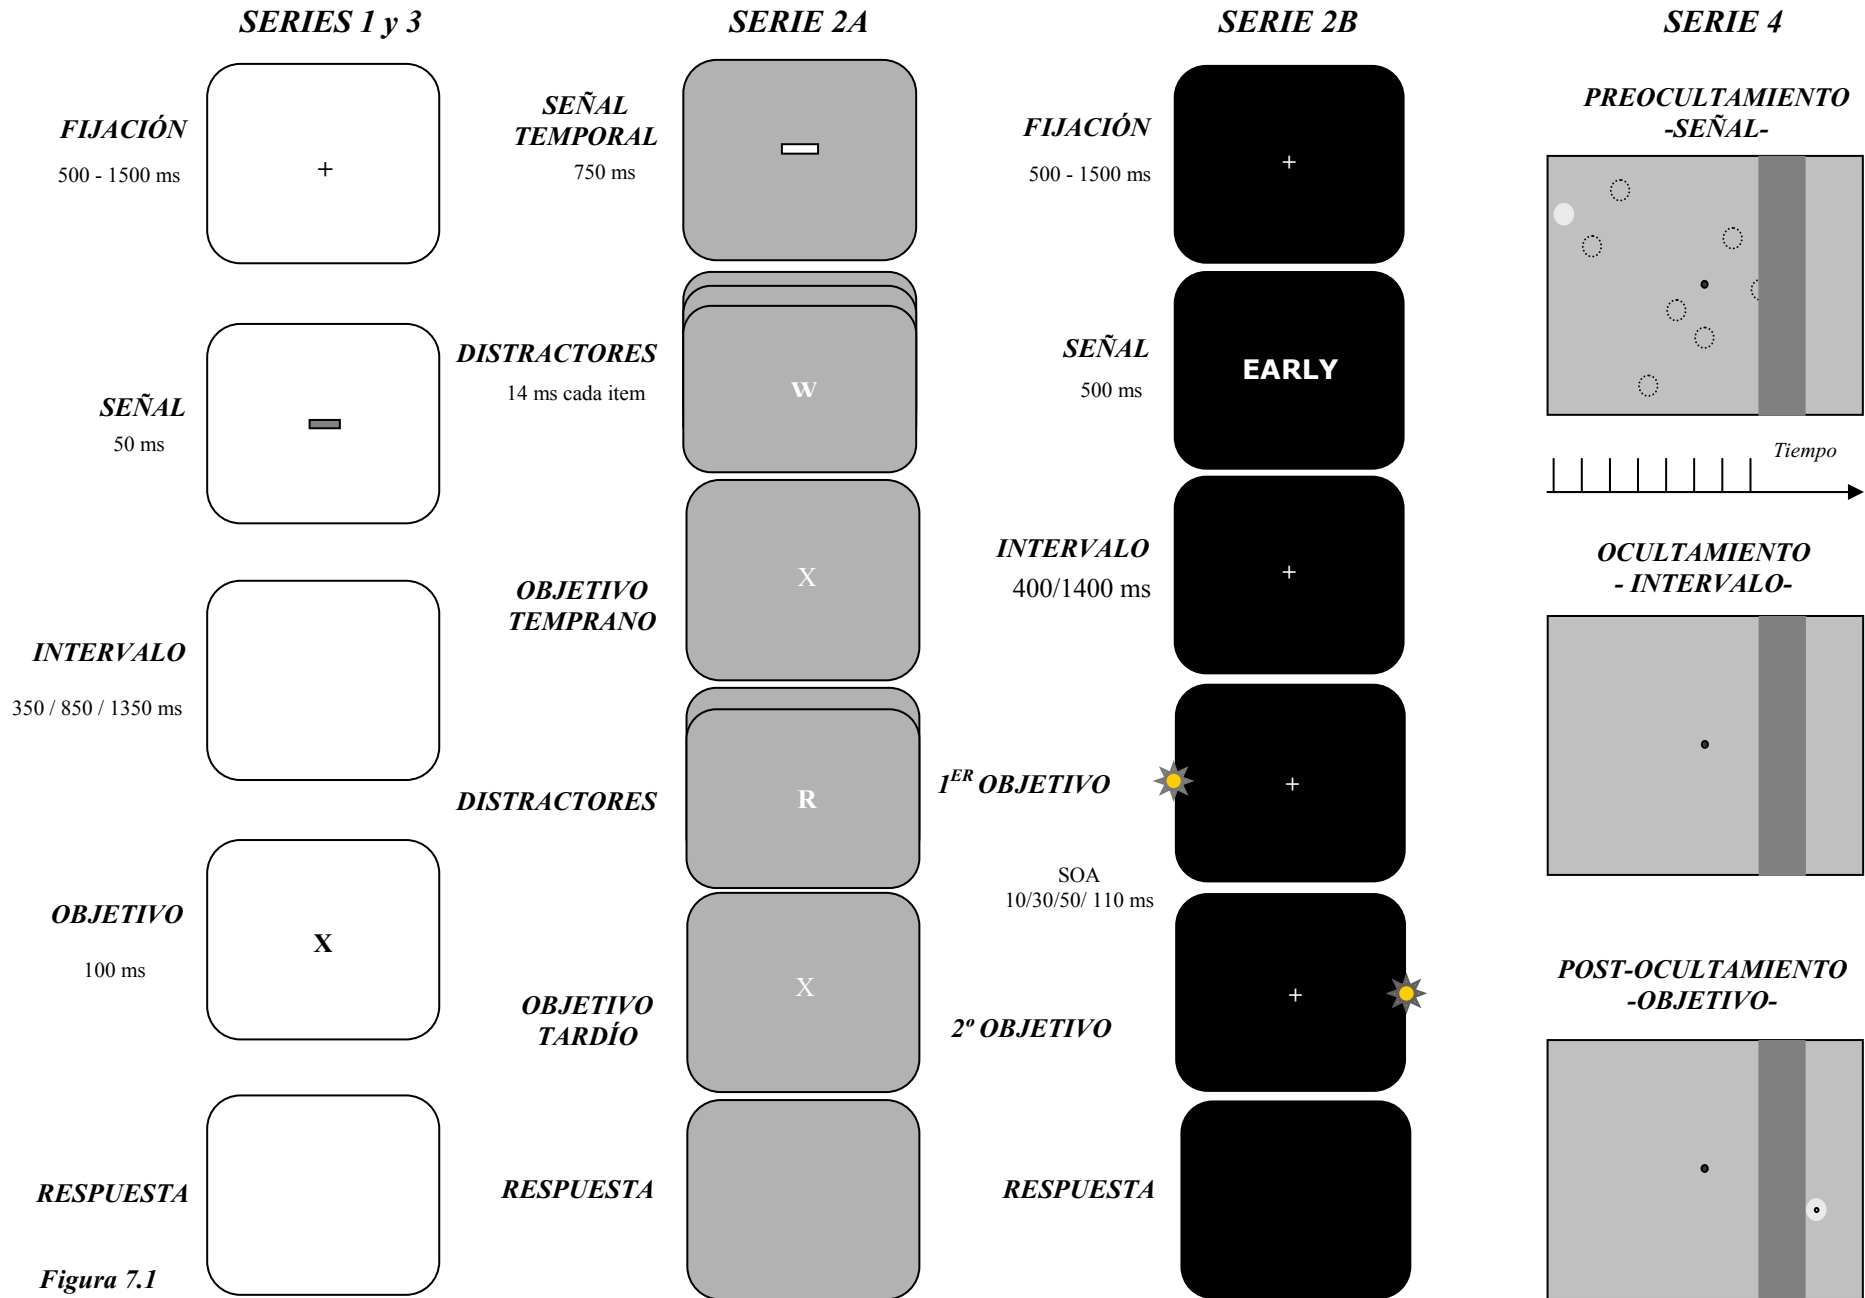 SERIES 1 y 3
FIJACIÓN
500 - 1500 ms
+
SEÑAL
50 ms
INTERVALO
350 / 850 / 1350 ms
OBJETIVO
100 ms
X
RESPUESTA
Figura 7.1
SERIE 2A
SEÑAL
TEMPORAL
750 ms
DISTRACTORES
14 ms cada item
W
OBJETIVO
TEMPRANO
X
DISTRACTORES
R
OBJETIVO
TARDÍO
X
RESPUESTA
SERIE 2B
FIJACIÓN
500 - 1500 ms
+
SEÑAL
500 ms
EARLY
INTERVALO
400/1400 ms
+
1ER OBJETIVO
+
SOA
10/30/50/ 110 ms
2º OBJETIVO
+
RESPUESTA
SERIE 4
PREOCULTAMIENTO
-SEÑAL-
Tiempo
OCULTAMIENTO
- INTERVALO-
POST-OCULTAMIENTO
-OBJETIVO-